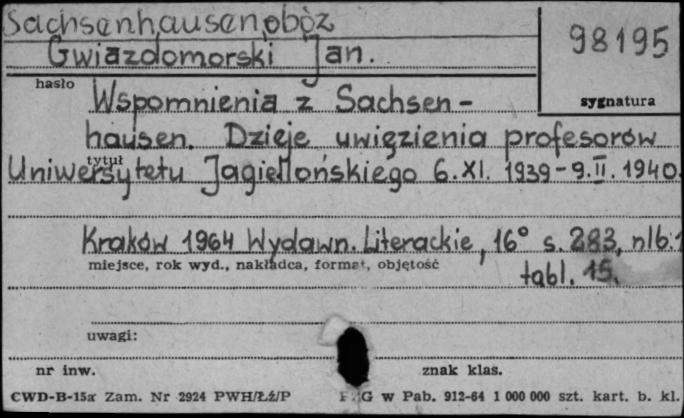 Sachsenhausen, obóz
Gwiazdomorski Jan.
98195
hasło
sygnatura
Wspomnienia z Sachsen-
hausen. Dzieje uwięzienia profesorów
tytuł
Uniwersytetu Jagiellońskiego 6.XI. 1939-9.II. 1940.
Kraków 1964 Wydawn. Literackie, 16° s. 283, nlb. 1
miejsce, rok wyd., nakładca, format, objętość
tabl. 15.
uwagi:
nr inw.
znak klas.
CWD-B-15a Zam. Nr 2924 PWH/Łź/P
G w Pab. 912-64 1 000 000 szt. kart. b. kl.